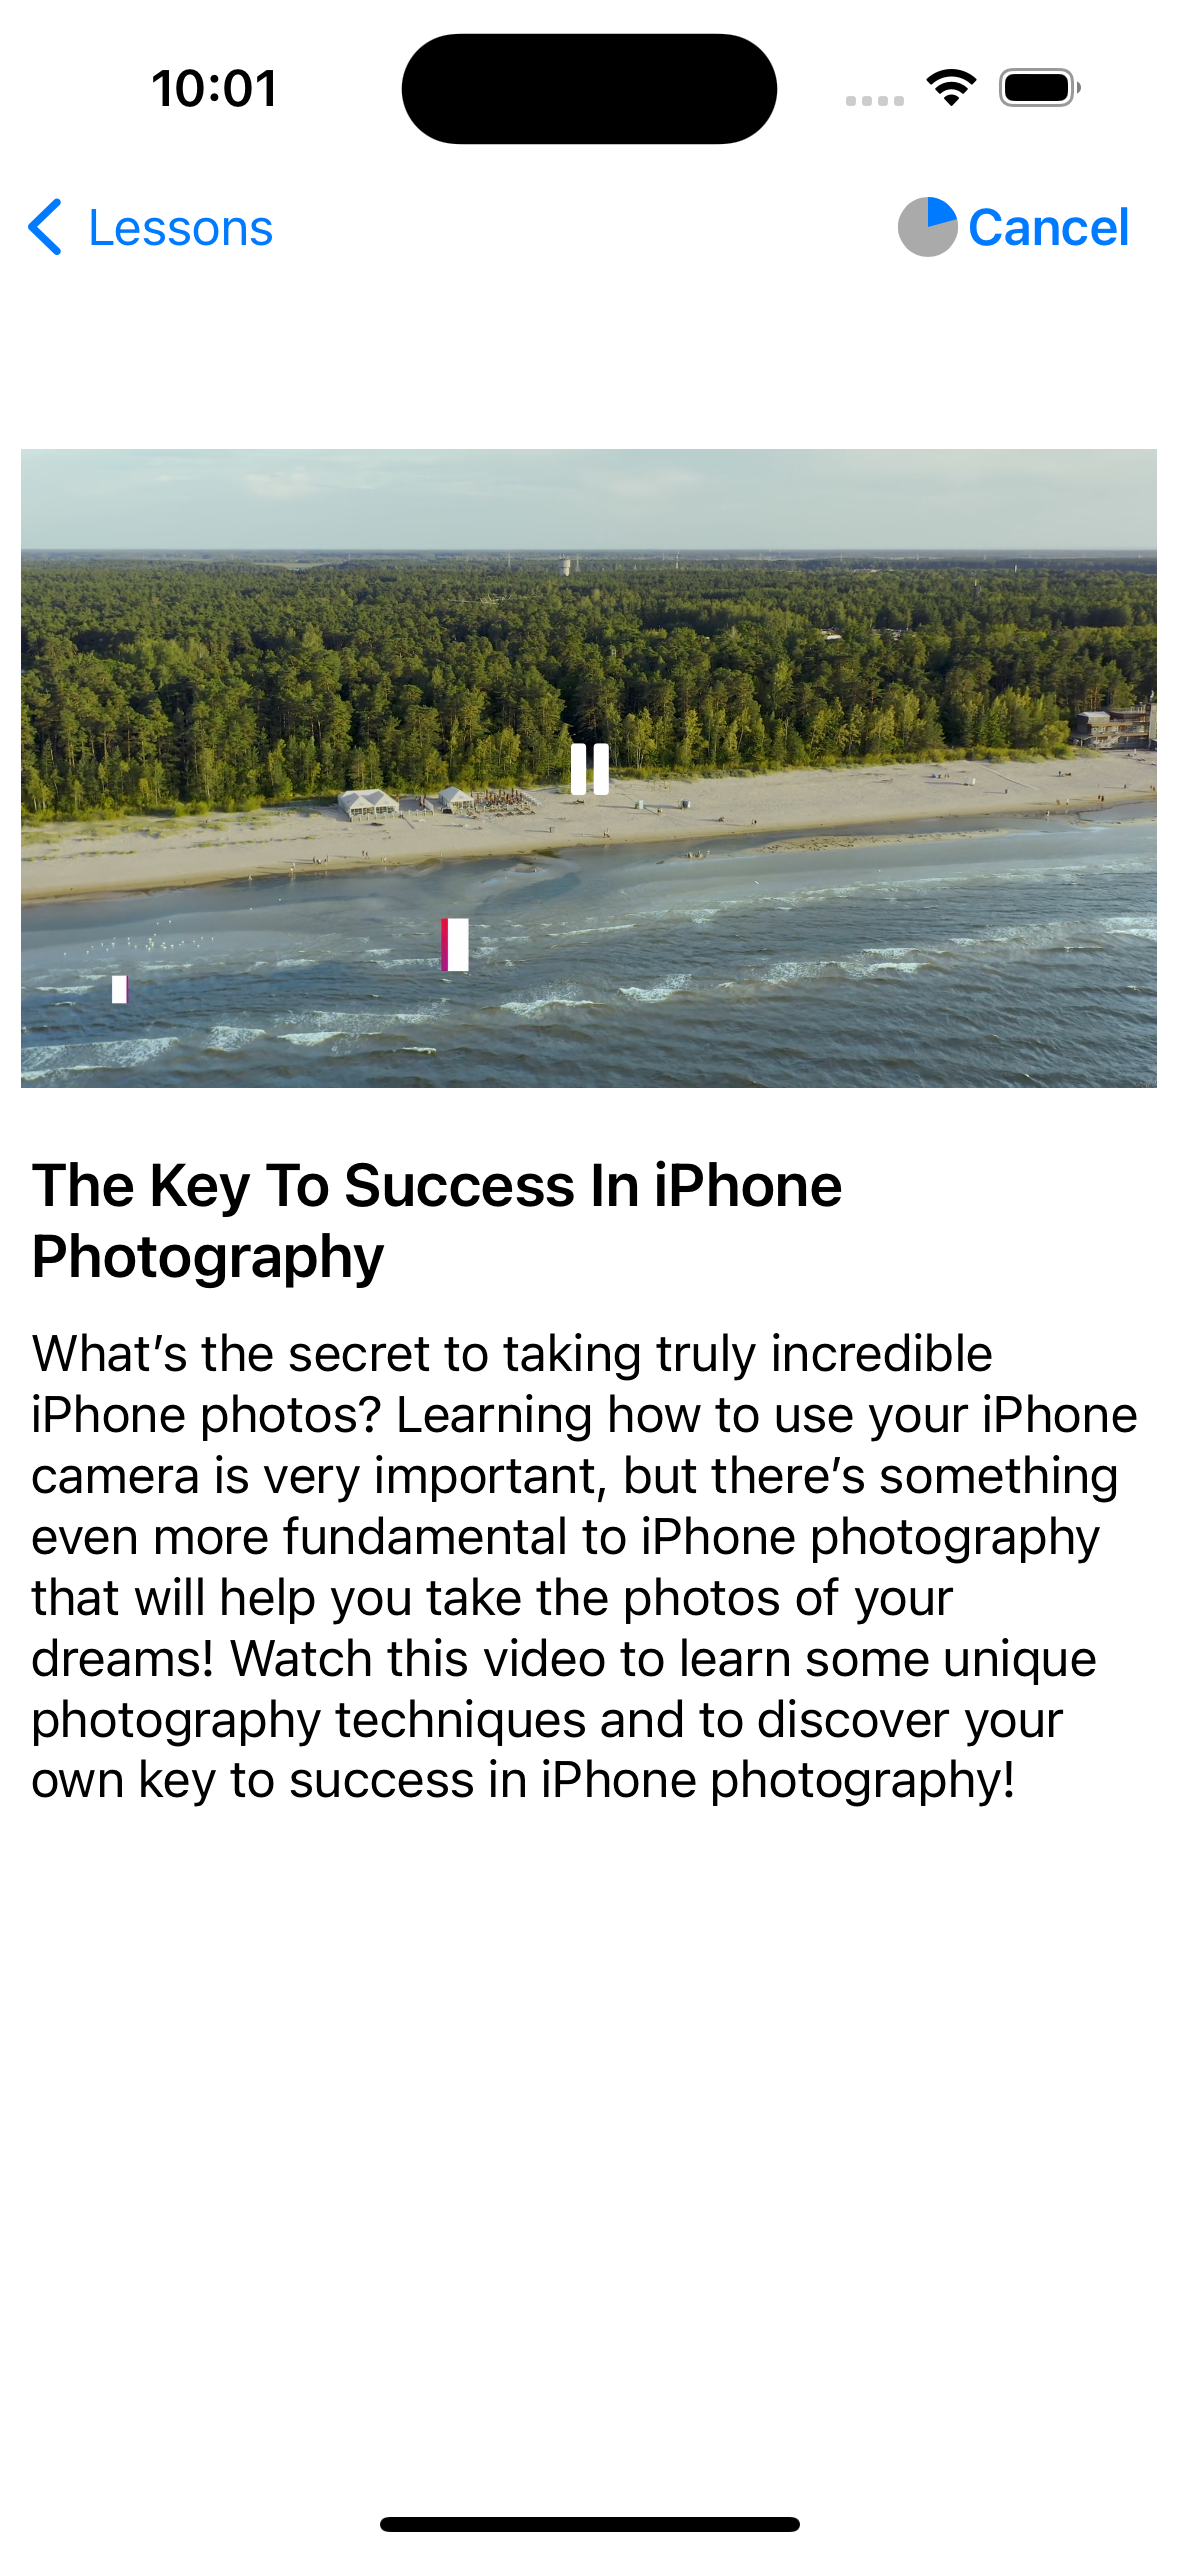 10:01
Lessons
Cancel
The Key To Success In iPhone
Photography
What’s the secret to taking truly incredible
iPhone photos? Learning how to use your iPhone
camera is very important, but there’s something
even more fundamental to iPhone photography
that will help you take the photos of your
dreams! Watch this video to learn some unique
photography techniques and to discover your
own key to success in iPhone photography!